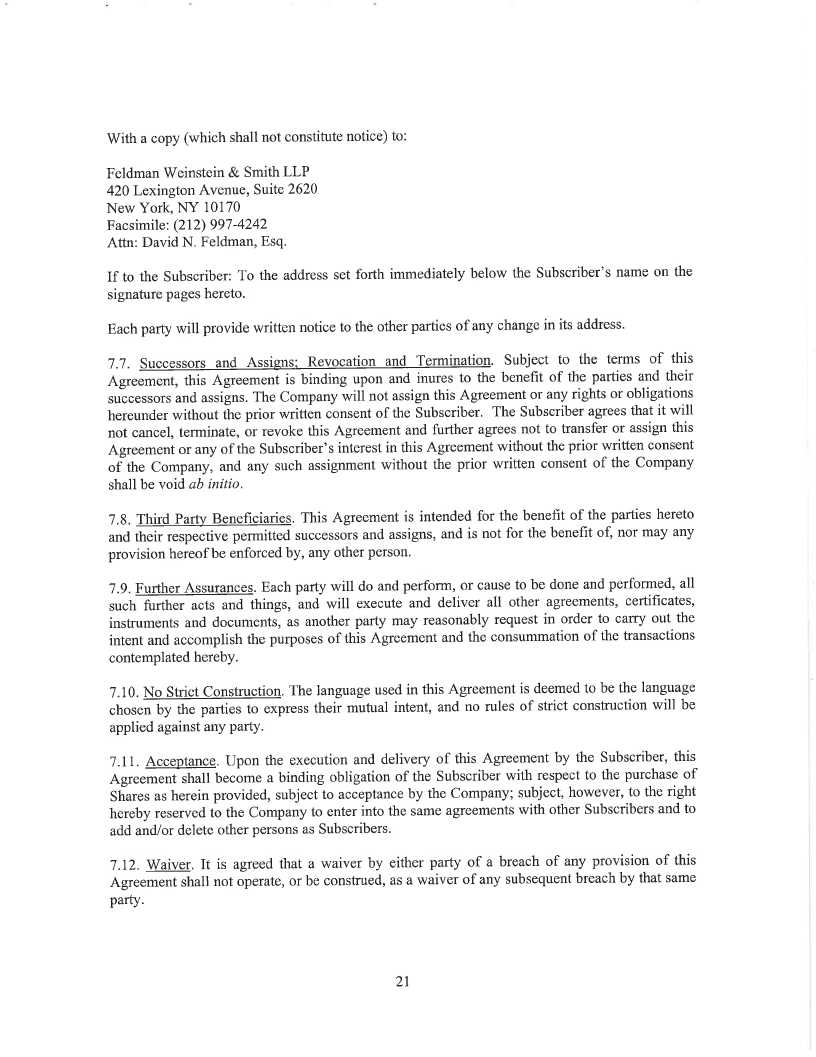 With a copy (which shall not constitute notice) to:
Feldman Weinstein & Smith LLP
420 Lexington Avenue, Suite 2620
New York, NY 10170
Facsimile: (212) 997-4242
Attn: David N. Feldman, Esq.
If to the Subscriber: To the address set forth immediately below the Subscriber's name on the
signature pages hereto.
Each party will provide written notice to the other parties of any change in its address.
7.7. Successors and Assigns; Revocation and Termination. Subject to the terms of this
Agreement, this Agreement is binding upon and inures to the benefit of the parties and their
successors and assigns. The Company will not assign this Agreement or any rights or obligations
hereunder without the prior written consent of the Subscriber. The Subscriber agrees that it will
not cancel, terminate, or revoke this Agreement and further agrees not to transfer or assign this
Agreement or any of the Subscriber's interest in this Agreement without the prior written consent
of the Company, and any such assignment without the prior written consent of the Company
shall be void ab initio.
7.8. Third Party Beneficiaries. This Agreement is intended for the benefit of the parties hereto
and their respective permitted successors and assigns, and is not for the benefit of, nor may any
provision hereof be enforced by, any other person.
7.9. Further Assurances. Each party will do and perform, or cause to be done and performed, all
such further acts and things, and will execute and deliver all other agreements, certificates,
instruments and documents, as another party may reasonably request in order to carry out the
intent and accomplish the purposes of this Agreement and the consummation of the transactions
contemplated hereby.
7.10. No Strict Construction. The language used in this Agreement is deemed to be the language
chosen by the parties to express their mutual intent, and no rules of strict construction will be
applied against any party.
7.11. Acceptance. Upon the execution and delivery of this Agreement by the Subscriber, this
Agreement shall become a binding obligation of the Subscriber with respect to the purchase of
Shares as herein provided, subject to acceptance by the Company; subject, however, to the right
hereby reserved to the Company to enter into the same agreements with other Subscribers and to
add and/or delete other persons as Subscribers.
7.12. Waiver. It is agreed that a waiver by either party of a breach of any provision of this
Agreement shall not operate, or be construed, as a waiver of any subsequent breach by that same
party.
21